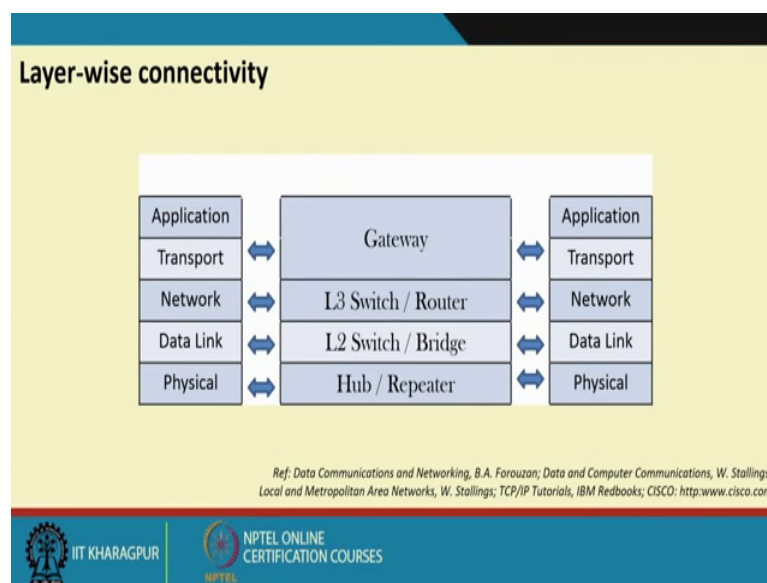 Layer-wise connectivity
Application
Gateway
Application
Transport
Transport
Network
L3 Switch / Router
Network
Data Link
L2 Switch / Bridge
Data Link
Physical
Hub / Repeater
Physical
Ref: Data Communications and Networking, B.A. Forouzan; Data and Computer Communications, W. Stallings
Local and Metropolitan Area Networks, W. Stallings; TCP/IP Tutorials, IBM Redbooks; CISCO: http:www.cisco.com
IIT KHARAGPUR
NPTEL ONLINE
CERTIFICATION COURSES
NPTEL